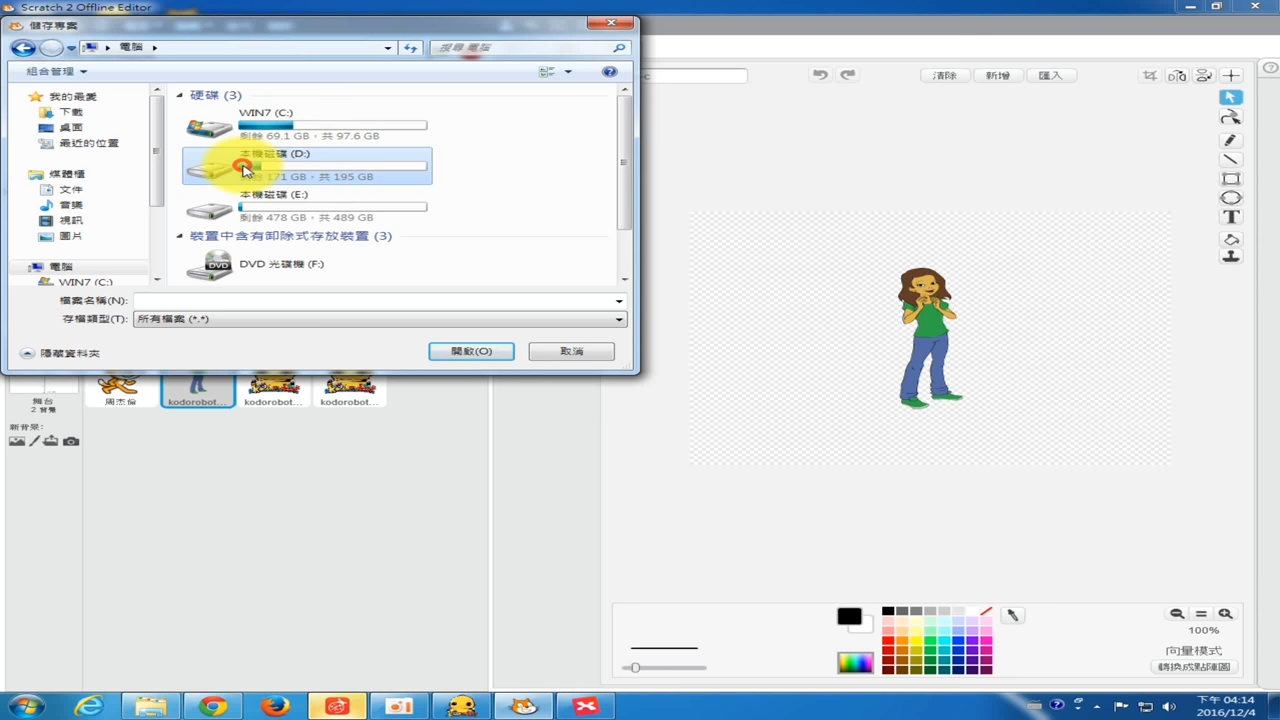 Scratch 2 Offline Editor
儲存專案
電腦
搜尋 電腦
組合管理
我的最愛
下載
桌面
最近的位置
媒體櫃
文件
音樂
視訊
圖片
電腦
WIN7 (C:)
硬碟 (3)
WIN7 (C:)
剩餘 69.1 GB，共 97.6 GB
本機磁碟 (D:)
171 GB，共 195 GB
本機磁碟 (E:)
剩餘 478 GB，共 489 GB
裝置中含有卸除式存放裝置 (3)
DVD 光碟機 (F:)
檔案名稱(N):
存檔類型(T):
所有檔案 (*.*)
隱藏資料夾
開啟(O)
取消
清除
新增
匯入
舞台
2 背景
新背景:
周杰倫
kodorobot...
kodorobot...
kodorobot...
100%
向量模式
轉換成點陣圖
下午 04:14
2016/12/4